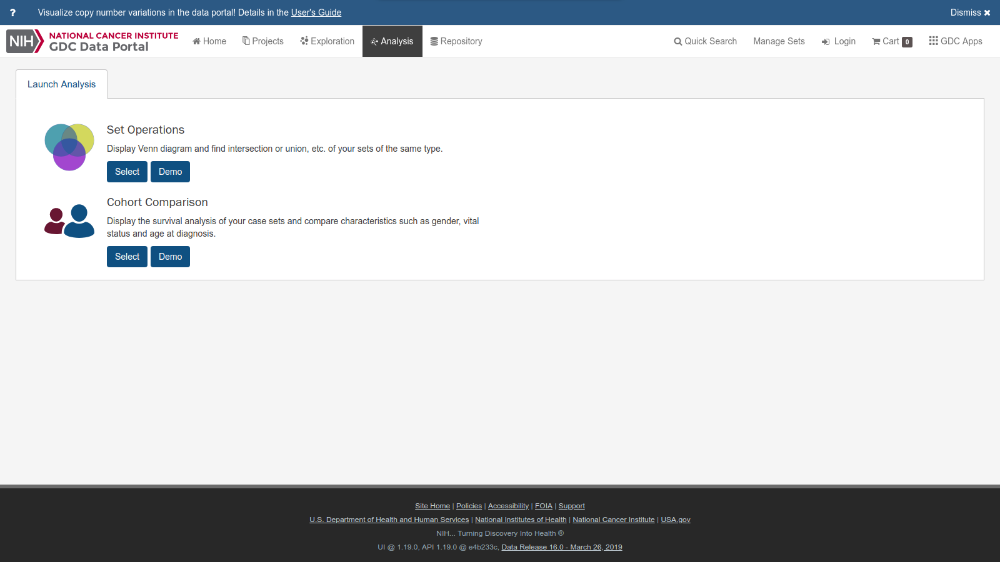 Visualize copy number variations in the data portal! Details in the User's Guide
Dismiss
NIH NATIONAL CANCER INSTITUTE
GDC Data Portal
Home Projects Exploration Analysis Repository
Quick Search Manage Sets Login Cart 0 GDC Apps
Launch Analysis
Set Operations
Display Venn diagram and find intersection or union, etc. of your sets of the same type.
Select Demo
Cohort Comparison
Display the survival analysis of your case sets and compare characteristics such as gender, vital
status and age at diagnosis.
Select Demo
Site Home | Policies | Accessibility | FOIA | Support
U.S. Department of Health and Human Services | National Institutes of Health | National Cancer Institute | USA.gov
NIH... Turning Discovery Into Health ®
UI @ 1.19.0, API 1.19.0 @ e4b233c, Data Release 16.0 - March 26, 2019